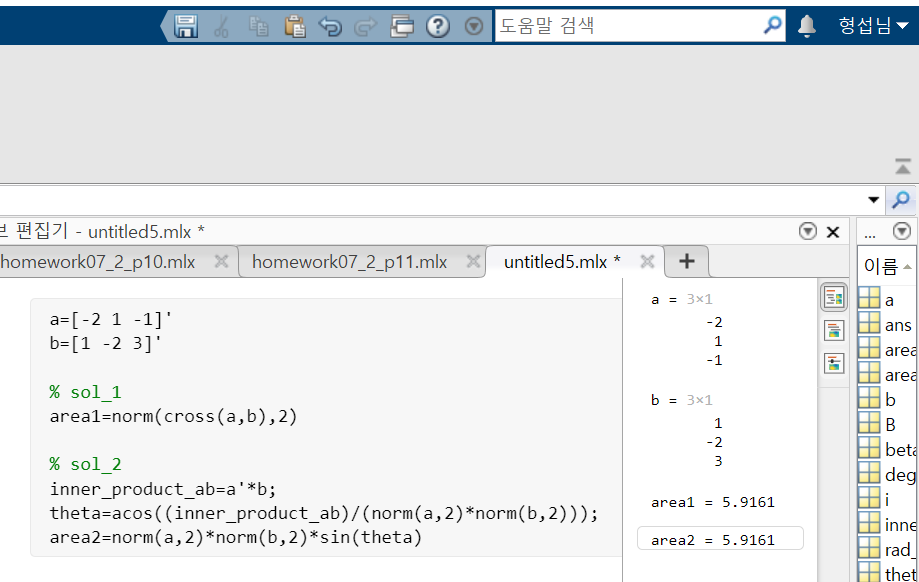 도움말 검색
형섭님
브 편집기 - untitled5.mlx *
...
homework07_2_p10.mlx
homework07_2_p11.mlx
untitled5.mlx *
+
이름
a=[-2 1 -1]'
b=[1 -2 3]'
% sol_1
area1=norm(cross(a,b),2)
% sol_2
inner_product_ab=a'*b;
theta=acos((inner_product_ab)/(norm(a,2)*norm(b,2)));
area2=norm(a,2)*norm(b,2)*sin(theta)
a = 3×1
-2
1
-1
b = 3×1
1
-2
3
area1 = 5.9161
area2 = 5.9161
a
ans
area
area
b
B
beta
deg
i
inne
rad_
thet